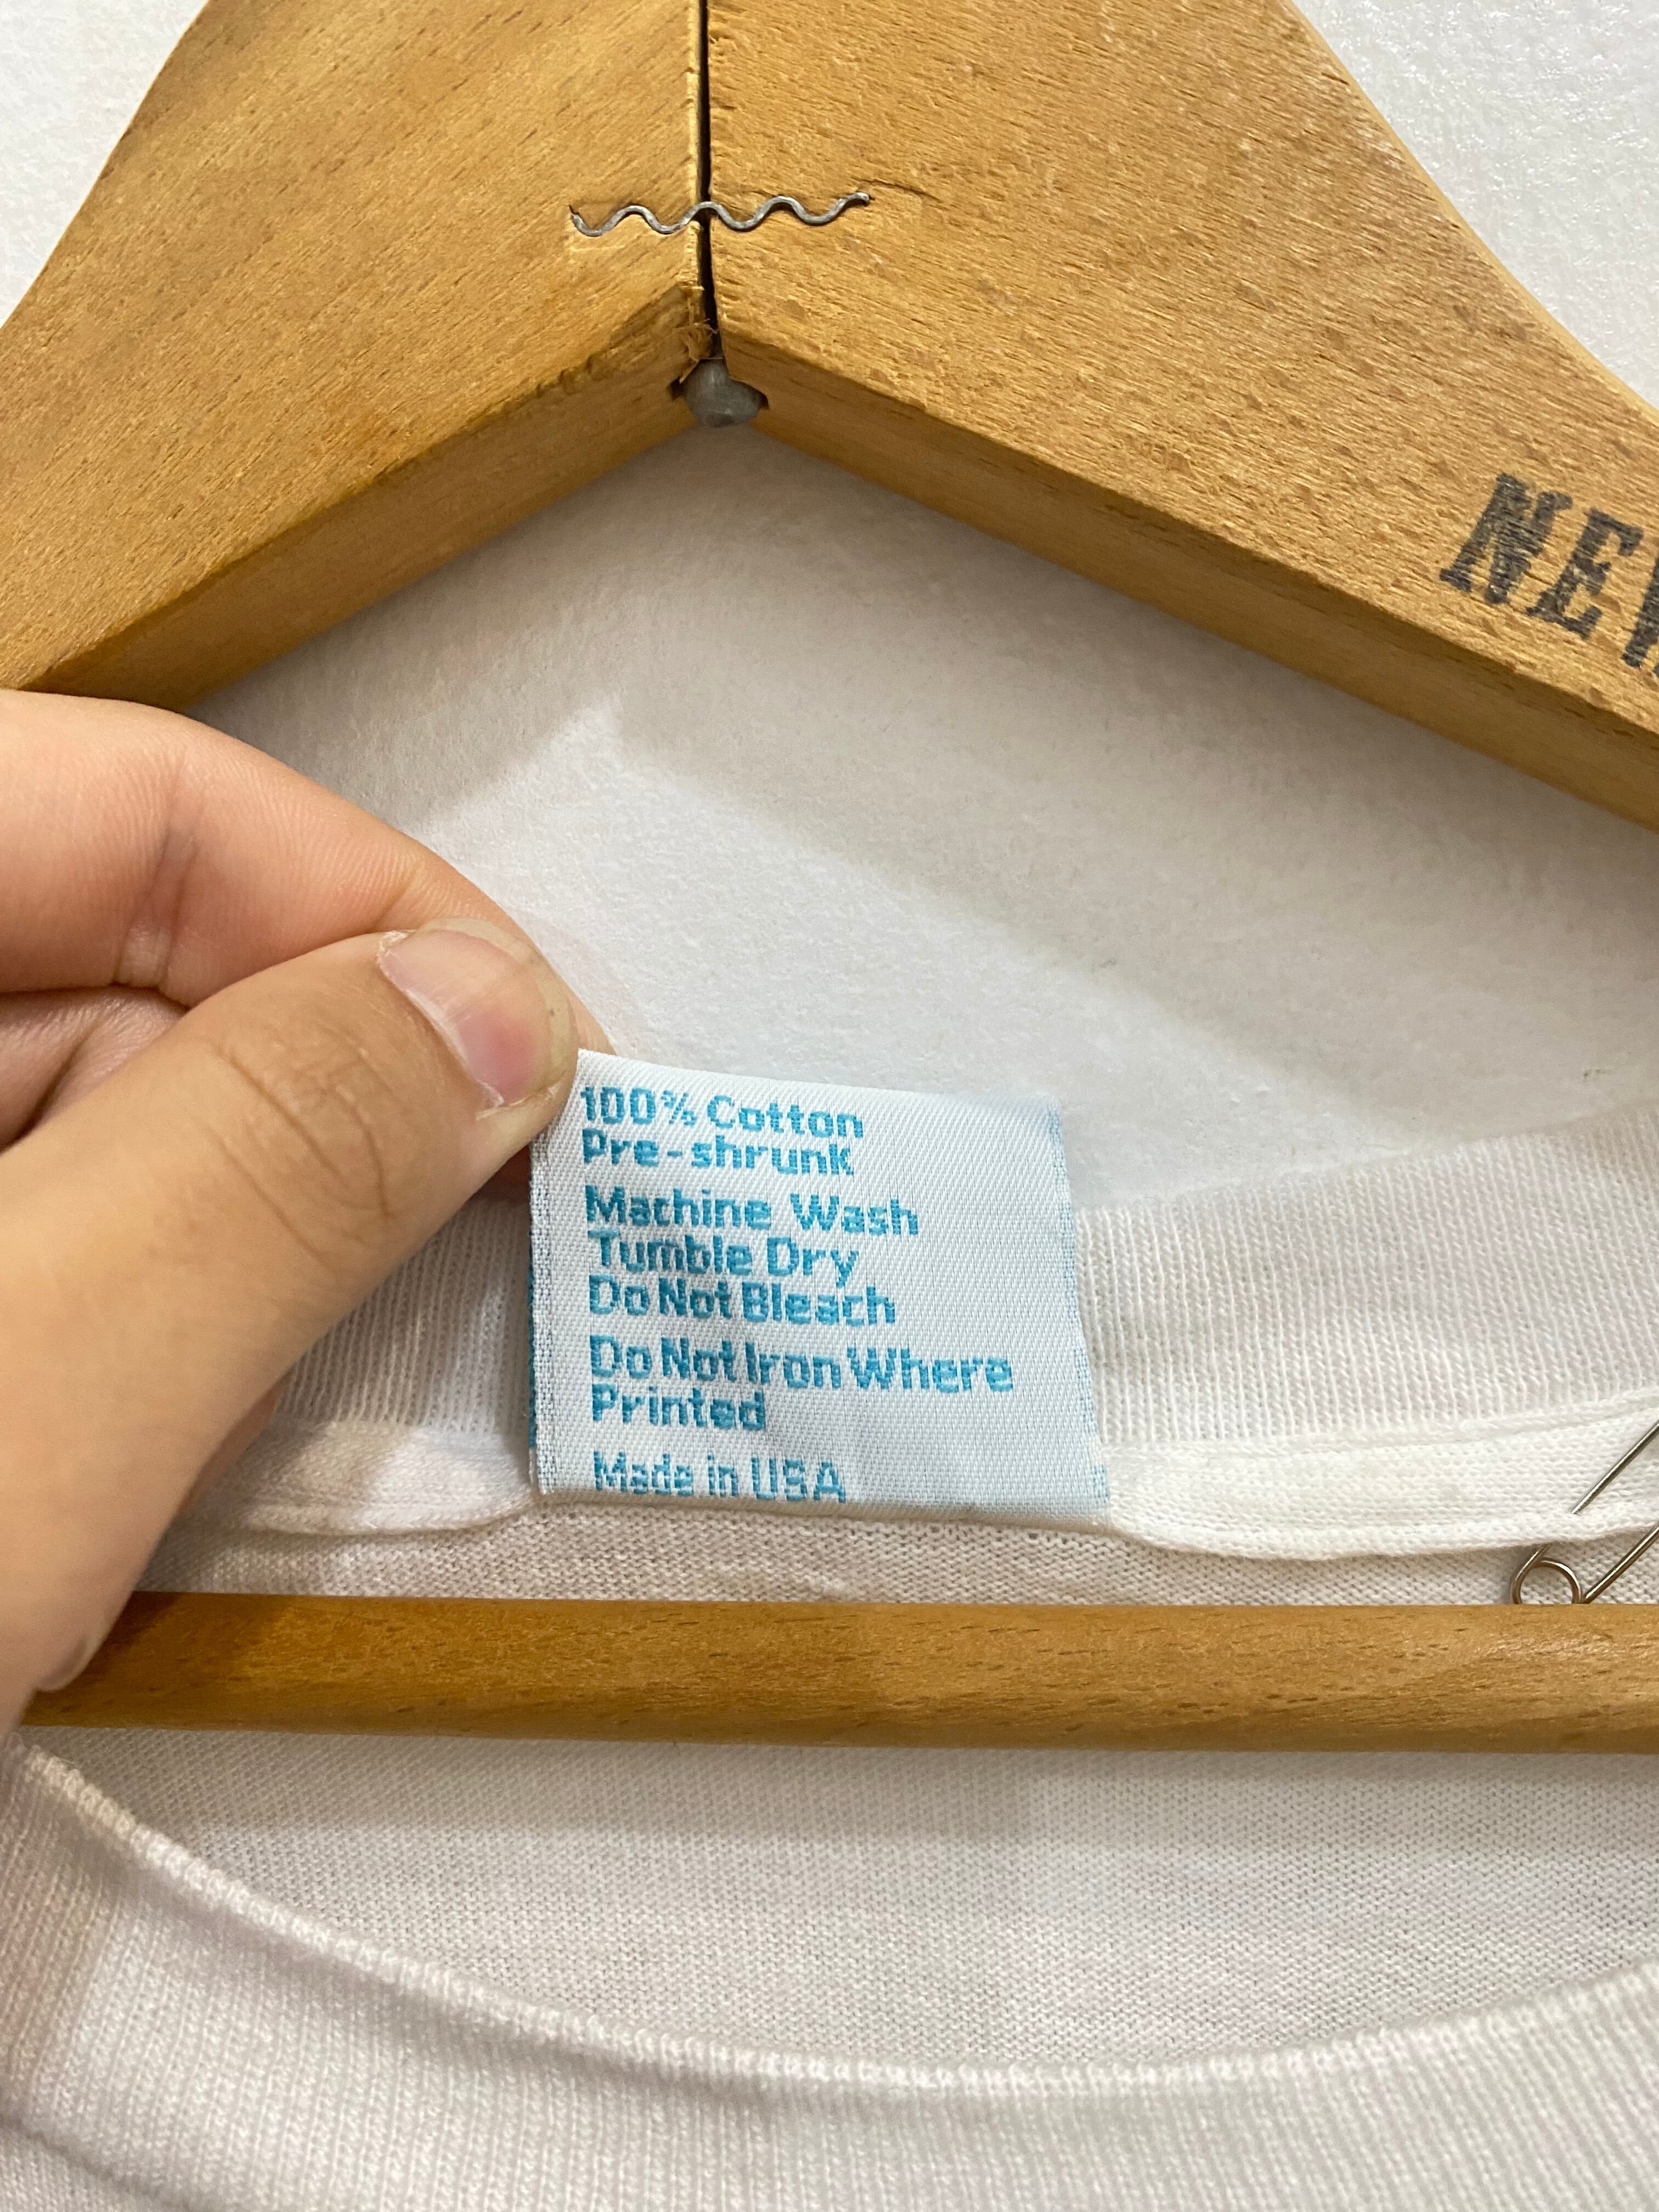 NEW
100% Cotton
Pre-shrunk
Machine Wash
Tumble Dry
Do Not Bleach
Do Not Iron Where
Printed
Made in USA